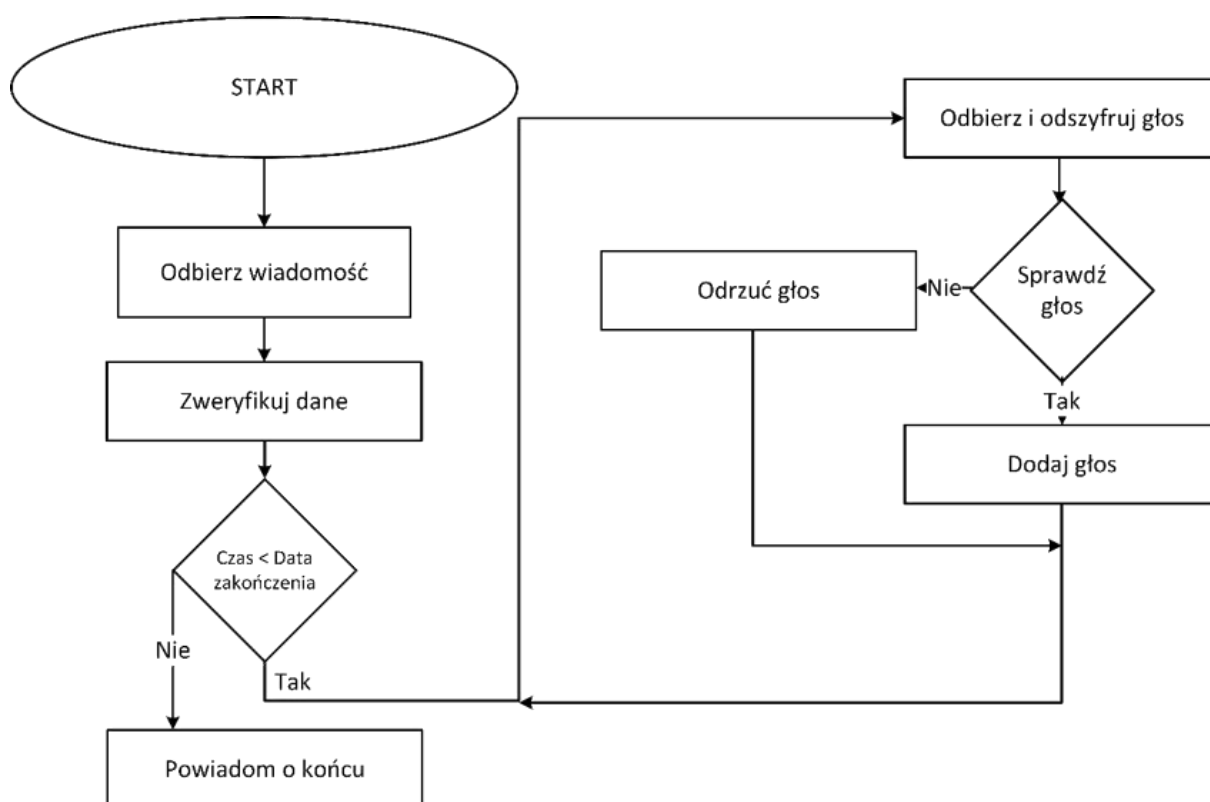 START
Odbierz wiadomość
Zweryfikuj dane
Czas < Data
zakończenia
Nie
Tak
Powiadom o końcu
Odbierz i odszyfruj głos
Sprawdź
głos
Nie
Odrzuć głos
Tak
Dodaj głos